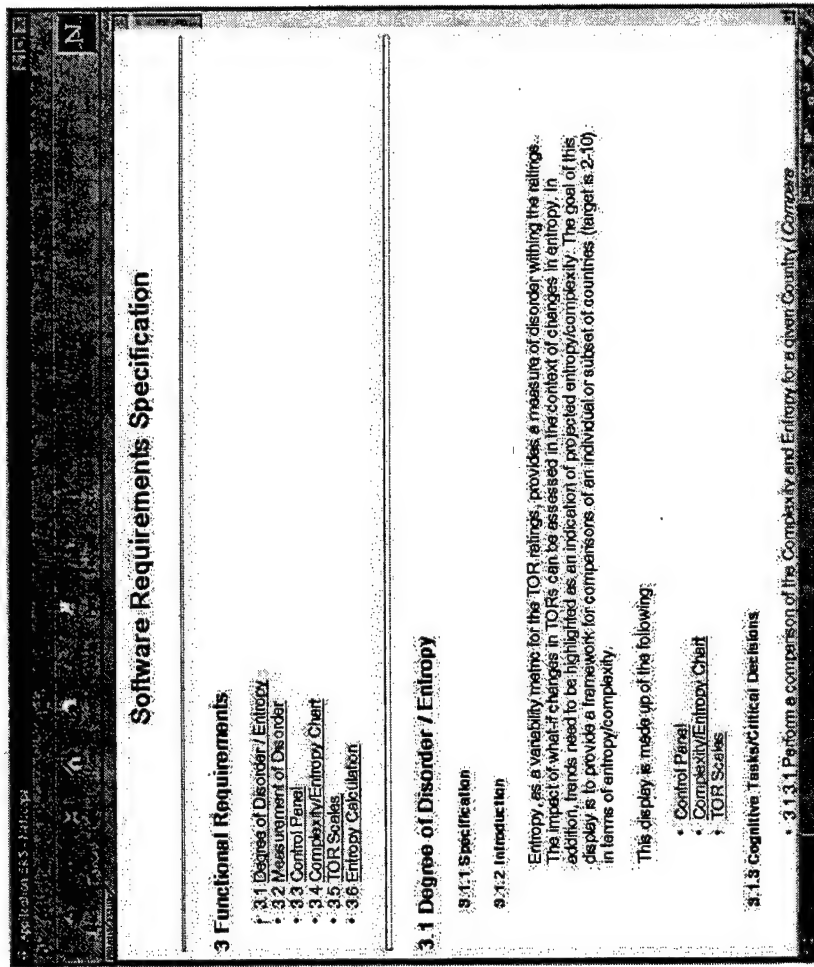 N
Software Requirements Specification
3 Functional Requirements
• 3.1 Degree of Disorder / Entropy
• 3.2 Measurement of Disorder
• 3.3 Control Panel
• 3.4 Complexity/Entropy Chart
• 3.5 TOR Scales
• 3.6 Entropy Calculation
3.1 Degree of Disorder / Entropy
3.1.1 Specification
3.1.2 Introduction
Entropy, as a variability metric for the TOR ratings, provides a measure of disorder withing the ratings.
The impact of what-if changes in TORs can be assessed in the context of changes in entropy. In
addition, trends need to be highlighted as an indication of projected entropy/complexity. The goal of this
display is to provide a framework for comparisons of an individual or subset of countries (target is 2-10)
in terms of entropy/complexity.
This display is made up of the following:
• Control Panel
• Complexity/Entropy Chart
• TOR Scales
3.1.3 Cognitive Tasks/Critical Decisions
• 3.1.3.1 Perform a comparison of the Complexity and Entropy for a given Country (Compare